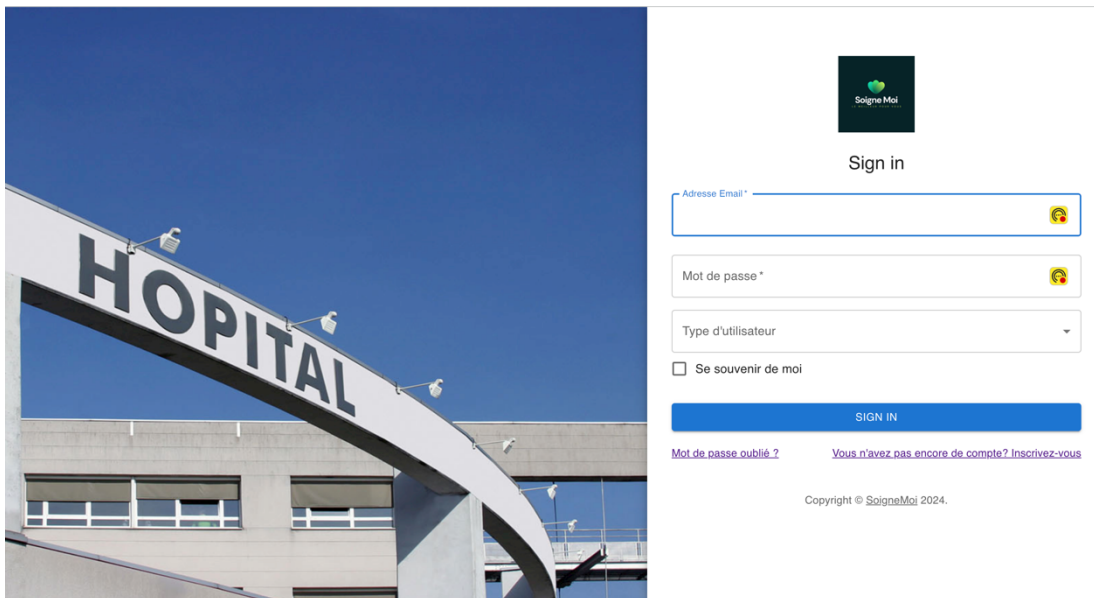 HOPITAL
Soigne Moi
Sign in
Adresse Email *
Mot de passe *
Type d'utilisateur
Se souvenir de moi
SIGN IN
Mot de passe oublié ?
Vous n'avez pas encore de compte? Inscrivez-vous
Copyright © SoigneMoi 2024.